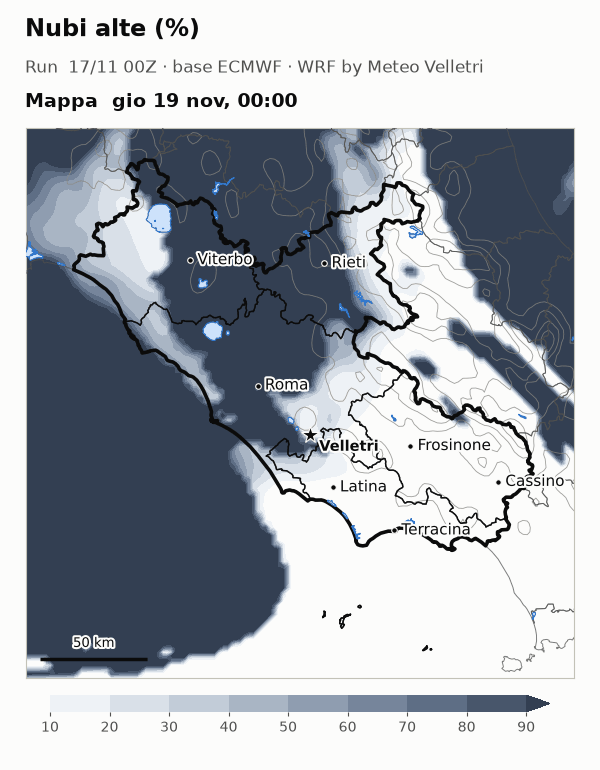 Nubi alte (%)
Run 17/11 00Z · base ECMWF · WRF by Meteo Velletri
Mappa gio 19 nov, 00:00
Viterbo
Rieti
Roma
Velletri
Frosinone
Latina
Cassino
Terracina
50 km
10 20 30 40 50 60 70 80 90